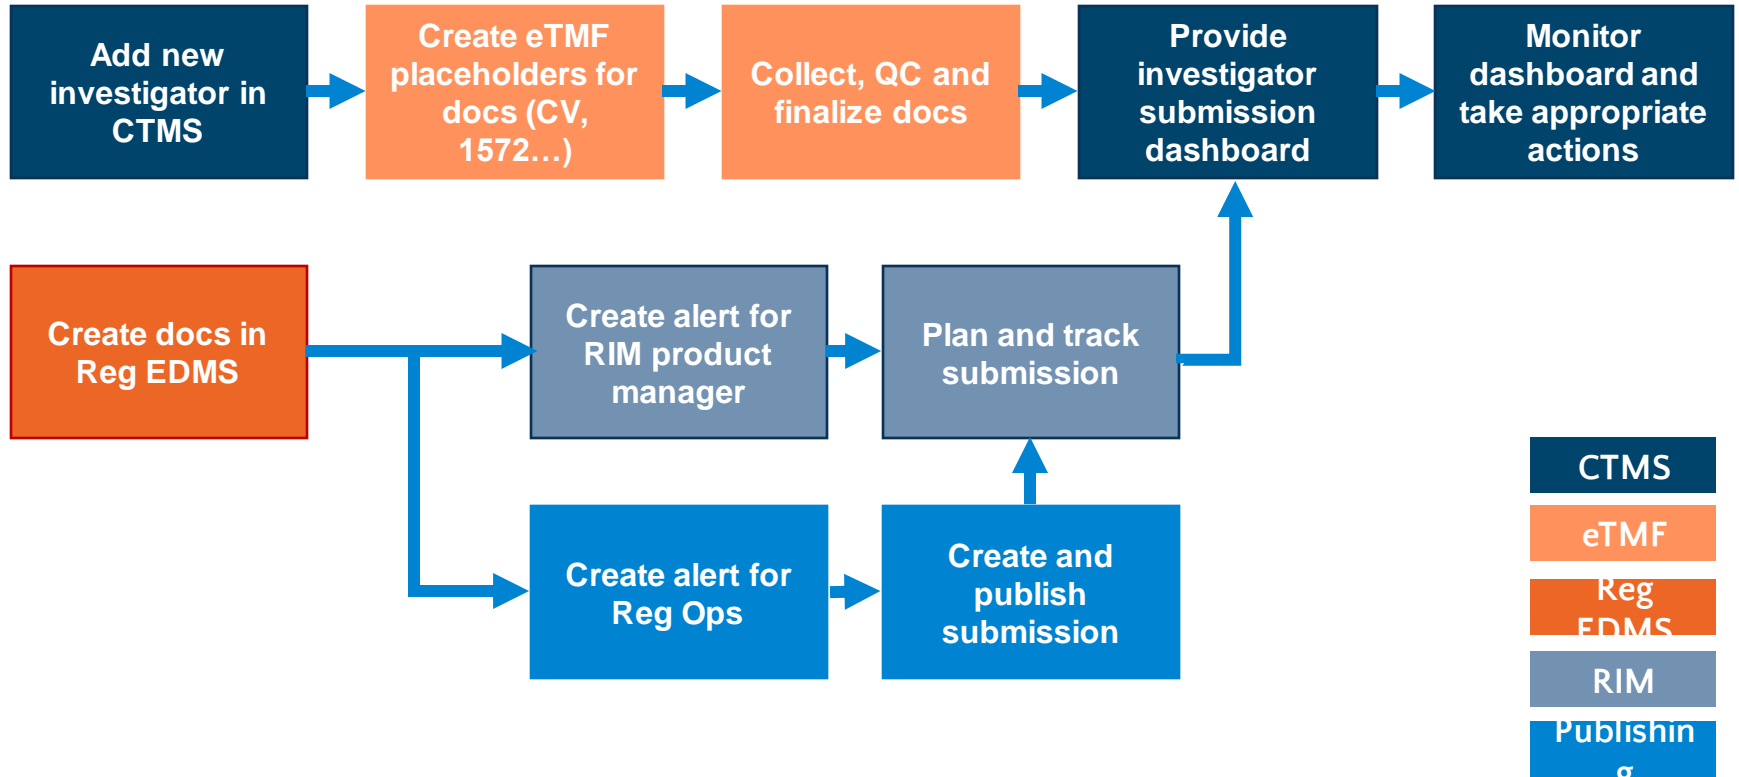 Add new
investigator in
CTMS
Create eTMF
placeholders for
docs (CV,
1572…)
Collect, QC and
finalize docs
Provide
investigator
submission
dashboard
Monitor
dashboard and
take appropriate
actions
Create docs in
Reg EDMS
Create alert for
RIM product
manager
Plan and track
submission
Create alert for
Reg Ops
Create and
publish
submission
CTMS
eTMF
Reg
EDMS
RIM
Publishin
g